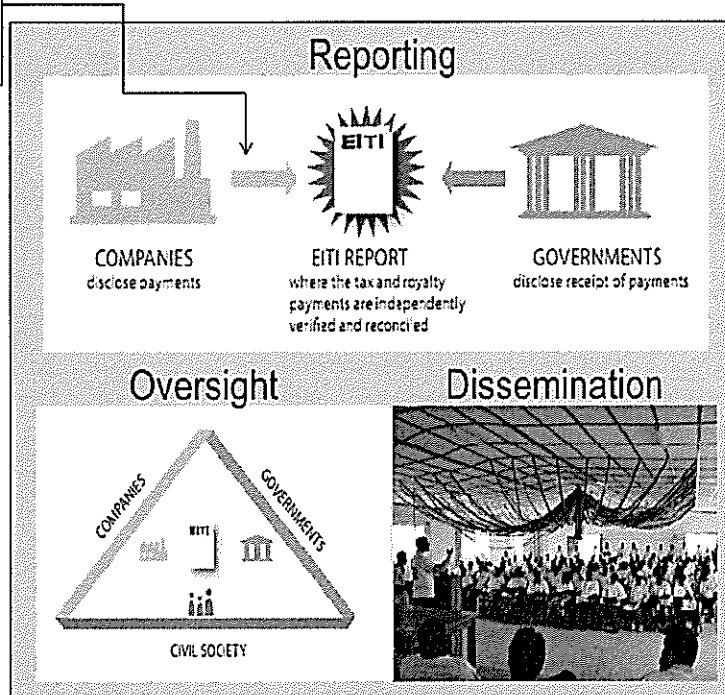 Reporting
EITI
COMPANIES
disclose payments
EITI REPORT
where the tax and royalty
payments are independently
verified and reconciled
GOVERNMENTS
disclose receipt of payments
Oversight
Dissemination
COMPANIES
GOVERNMENTS
EITI
CIVIL SOCIETY